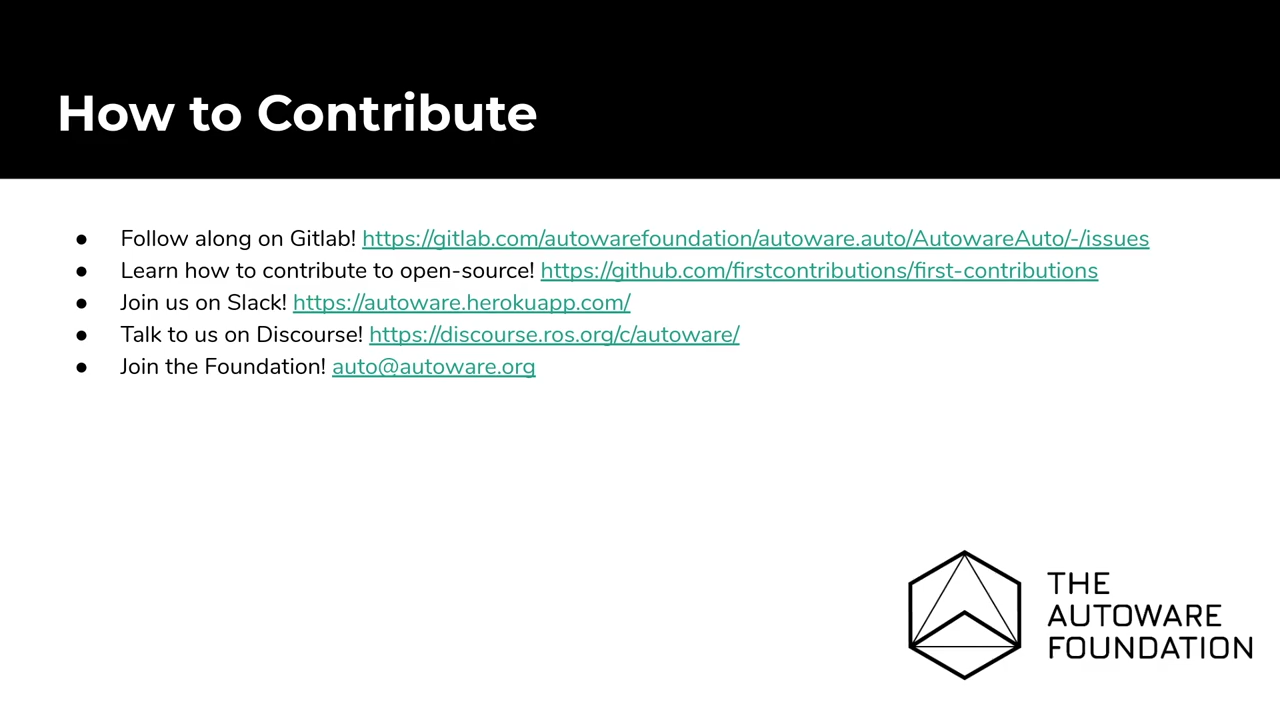 How to Contribute
● Follow along on Gitlab! https://gitlab.com/autowarefoundation/autoware.auto/AutowareAuto/-/issues
● Learn how to contribute to open-source! https://github.com/firstcontributions/first-contributions
● Join us on Slack! https://autoware.herokuapp.com/
● Talk to us on Discourse! https://discourse.ros.org/c/autoware/
● Join the Foundation! auto@autoware.org
THE
AUTOWARE
FOUNDATION